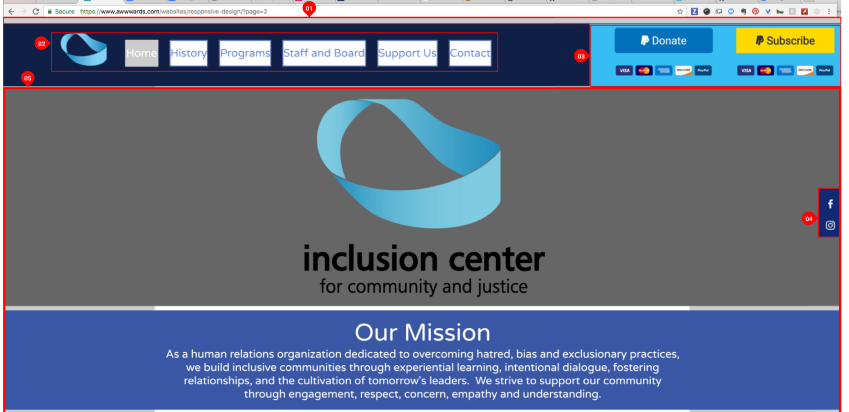 01
Secure https://www.awwwards.com/websites/responsive-design/?page=2
02
Home History Programs Staff and Board Support Us Contact
03
Donate Subscribe
VISA DISCOVER PayPal VISA DISCOVER PayPal
05
04
inclusion center
for community and justice
Our Mission
As a human relations organization dedicated to overcoming hatred, bias and exclusionary practices,
we build inclusive communities through experiential learning, intentional dialogue, fostering
relationships, and the cultivation of tomorrow's leaders. We strive to support our community
through engagement, respect, concern, empathy and understanding.